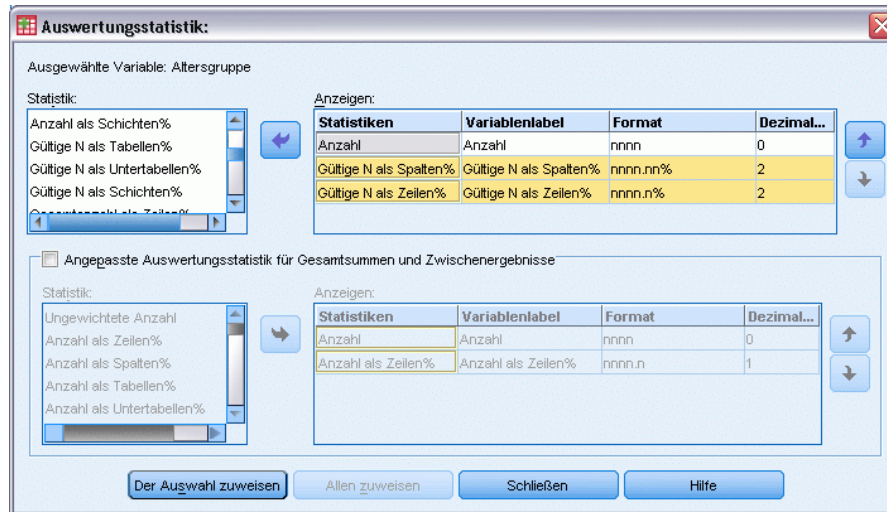 Auswertungsstatistik:
Ausgewählte Variable: Altersgruppe
Statistik:
Anzahl als Schichten%
Gültige N als Tabellen%
Gültige N als Untertabellen%
Gültige N als Schichten%
Gesamtanzahl als Zeilen%
Anzeigen:
Statistiken Variablenlabel Format Dezimal...
Anzahl Anzahl nnnn 0
Gültige N als Spalten% Gültige N als Spalten% nnnn.nn% 2
Gültige N als Zeilen% Gültige N als Zeilen% nnnn.n% 2
Angepasste Auswertungsstatistik für Gesamtsummen und Zwischenergebnisse
Statistik:
Ungewichtete Anzahl
Anzahl als Zeilen%
Anzahl als Spalten%
Anzahl als Tabellen%
Anzahl als Untertabellen%
Anzeigen:
Statistiken Variablenlabel Format Dezimal...
Anzahl Anzahl nnnn 0
Anzahl als Zeilen% Anzahl als Zeilen% nnnn.n 1
Der Auswahl zuweisen Allen zuweisen Schließen Hilfe